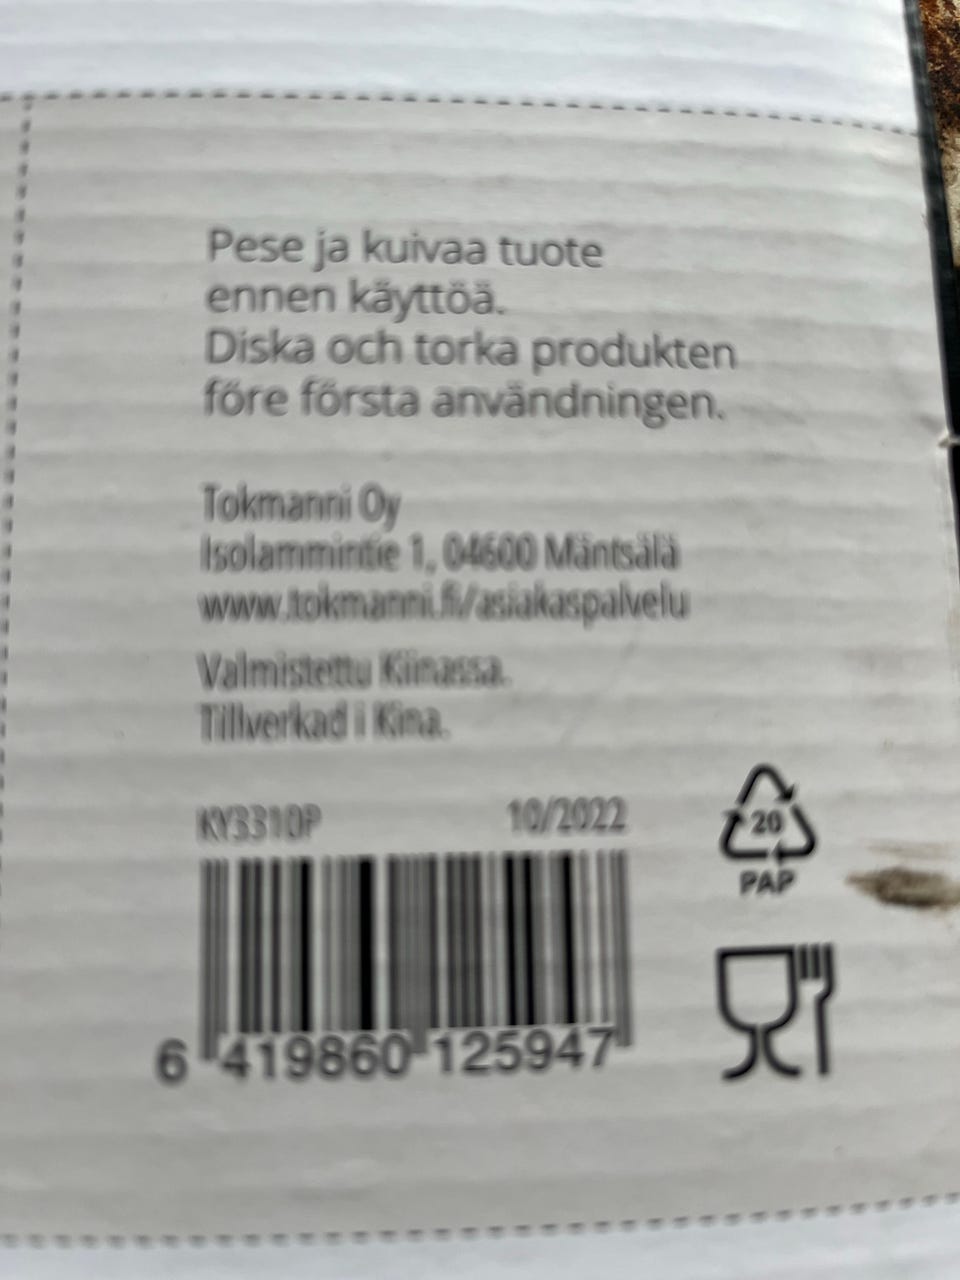 Pese ja kuivaa tuote
ennen käyttöä.
Diska och torka produkten
före första användningen.
Tokmanni Oy
Isolammintie 1, 04600 Mäntsälä
www.tokmanni.fi/asiakaspalvelu
Valmistettu Kiinassa.
Tillverkad i Kina.
KY3310P 10/2022
20
PAP
6 419860 125947